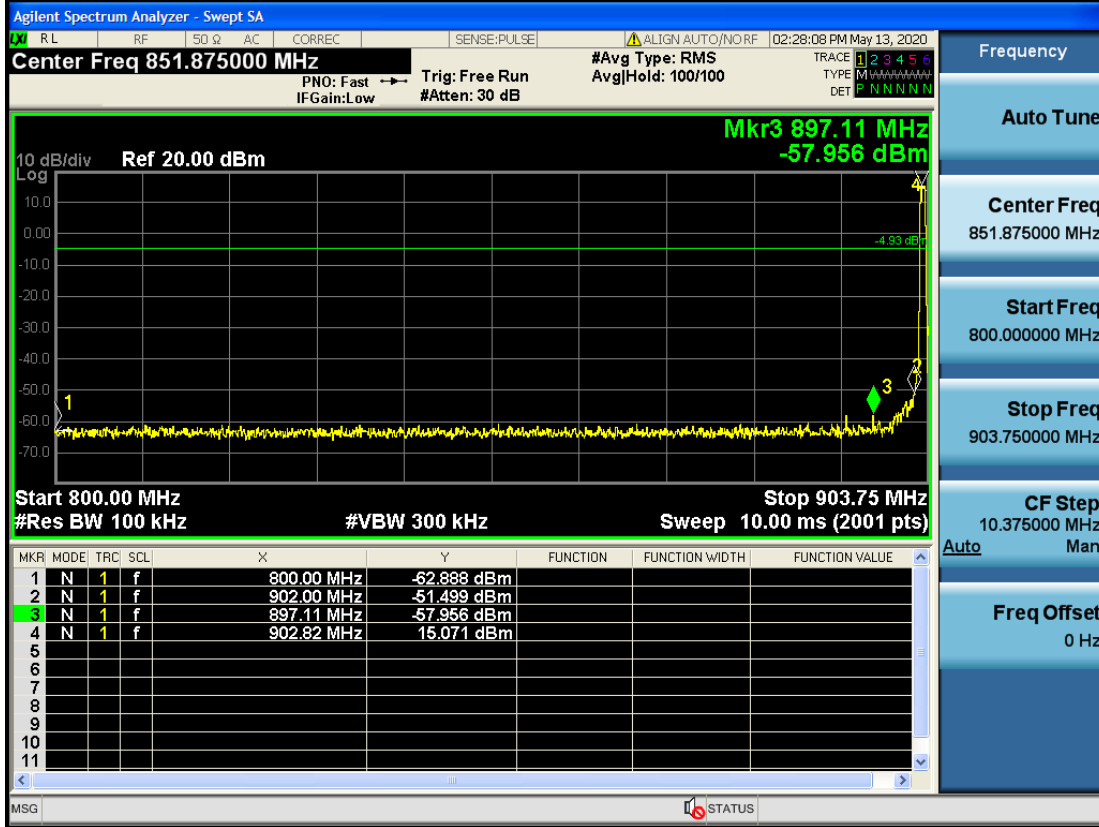 Agilent Spectrum Analyzer - Swept SA
LXI RL RF 50 Ω AC CORREC SENSE:PULSE ALIGN AUTO/NO RF 02:28:08 PM May 13, 2020
Center Freq 851.875000 MHz
PNO: Fast
IFGain:Low
Trig: Free Run
#Atten: 30 dB
#Avg Type: RMS
Avg|Hold: 100/100
TRACE 1 2 3 4 5 6
TYPE M WWWWW
DET P N N N N N
Frequency
Auto Tune
Center Freq
851.875000 MHz
Start Freq
800.000000 MHz
Stop Freq
903.750000 MHz
CF Step
10.375000 MHz
Auto Man
Freq Offset
0 Hz
Mkr3 897.11 MHz
-57.956 dBm
10 dB/div Ref 20.00 dBm
Log
10.0
0.00
-10.0
-20.0
-30.0
-40.0
-50.0
-60.0
-70.0
-4.93 dBm
1
2
3
4
Start 800.00 MHz Stop 903.75 MHz
#Res BW 100 kHz #VBW 300 kHz Sweep 10.00 ms (2001 pts)
MKR MODE TRC SCL X Y FUNCTION FUNCTION WIDTH FUNCTION VALUE
1 N 1 f 800.00 MHz -62.888 dBm
2 N 1 f 902.00 MHz -51.499 dBm
3 N 1 f 897.11 MHz -57.956 dBm
4 N 1 f 902.82 MHz 15.071 dBm
5
6
7
8
9
10
11
MSG STATUS